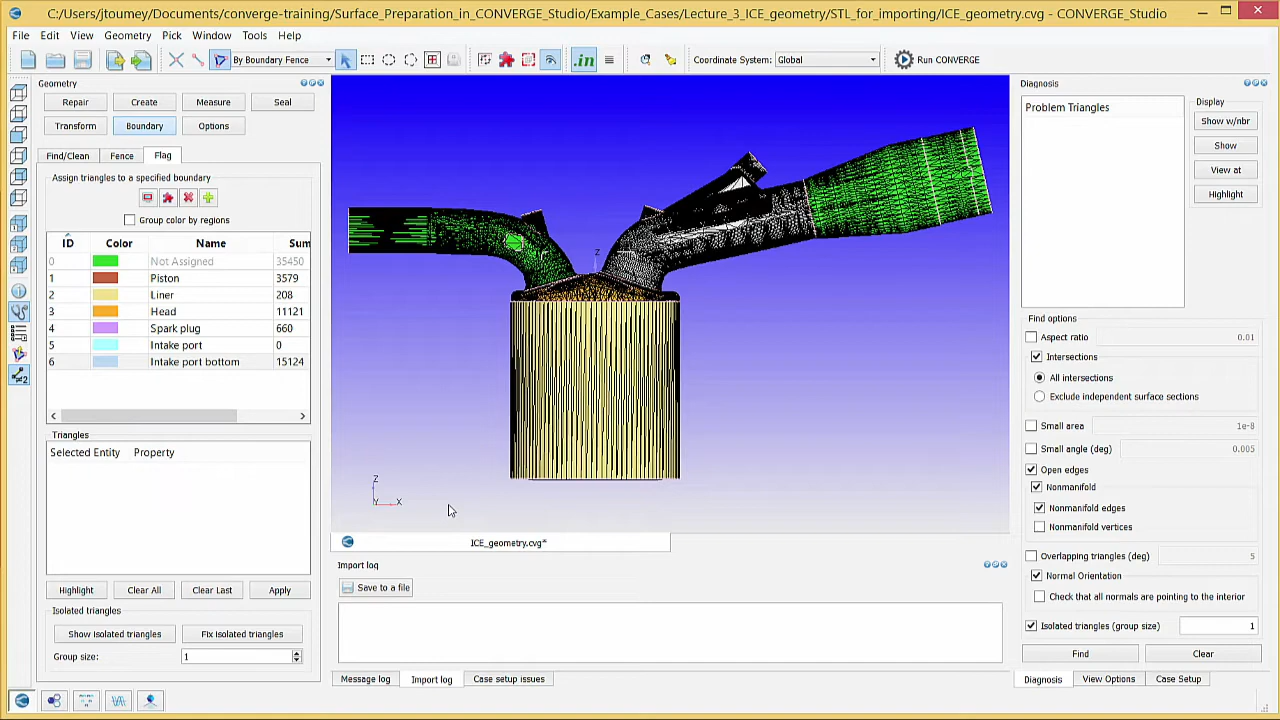 C:/Users/jtoumey/Documents/converge-training/Surface_Preparation_in_CONVERGE_Studio/Example_Cases/Lecture_3_ICE_geometry/STL_for_importing/ICE_geometry.cvg - CONVERGE_Studio
File Edit View Geometry Pick Window Tools Help
By Boundary Fence .in Coordinate System: Global Run CONVERGE
Geometry
Repair Create Measure Seal
Transform Boundary Options
Find/Clean Fence Flag
Assign triangles to a specified boundary
Group color by regions
ID Color Name Sum
0 Not Assigned 35450
1 Piston 3579
2 Liner 208
3 Head 11121
4 Spark plug 660
5 Intake port 0
6 Intake port bottom 15124
Triangles
Selected Entity Property
Highlight Clear All Clear Last Apply
Isolated triangles
Show isolated triangles Fix isolated triangles
Group size: 1
Z
Z
Y X
ICE_geometry.cvg*
Import log
Save to a file
Message log Import log Case setup issues
Diagnosis
Problem Triangles
Display
Show w/nbr
Show
View at
Highlight
Find options
Aspect ratio 0.01
Intersections
All intersections
Exclude independent surface sections
Small area 1e-8
Small angle (deg) 0.005
Open edges
Nonmanifold
Nonmanifold edges
Nonmanifold vertices
Overlapping triangles (deg) 5
Normal Orientation
Check that all normals are pointing to the interior
Isolated triangles (group size) 1
Find Clear
Diagnosis View Options Case Setup